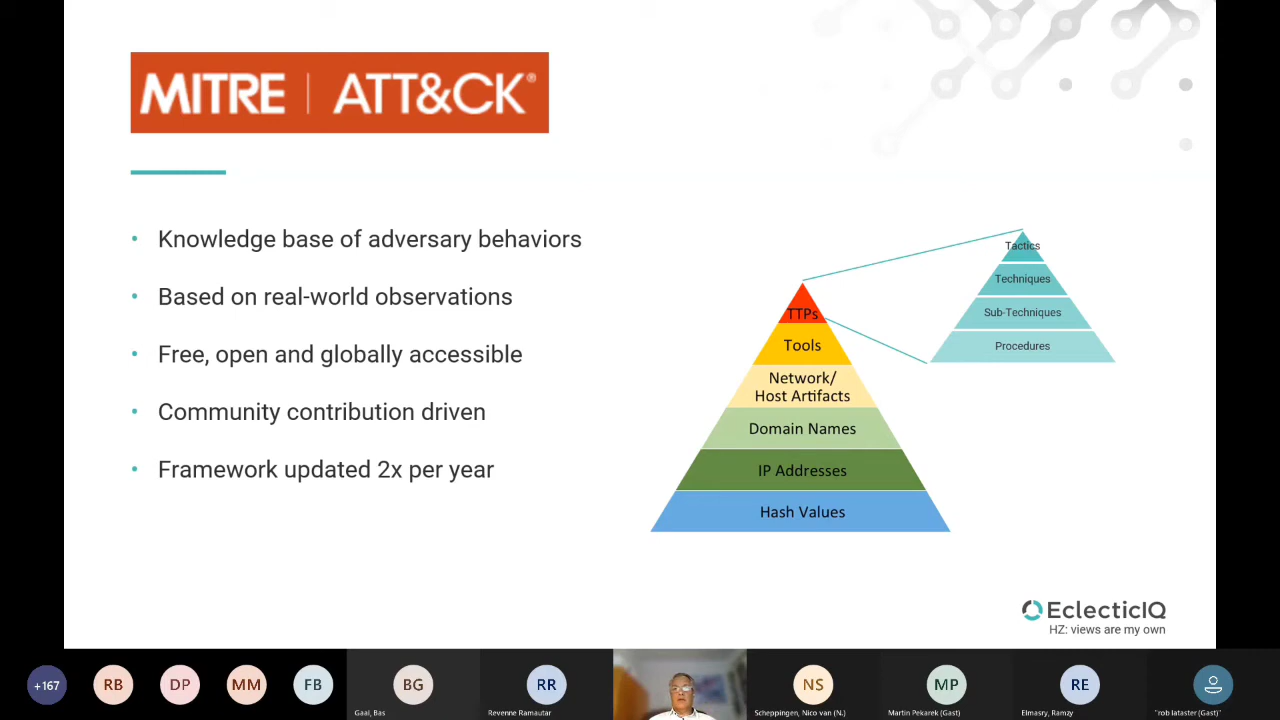 MITRE | ATT&CK®
Knowledge base of adversary behaviors
Based on real-world observations
Free, open and globally accessible
Community contribution driven
Framework updated 2x per year
TTPs
Tools
Network/
Host Artifacts
Domain Names
IP Addresses
Hash Values
Tactics
Techniques
Sub-Techniques
Procedures
EclecticIQ
HZ: views are my own
+167
RB
DP
MM
FB
BG
Gaal, Bas
RR
Revenne Ramautar
NS
Scheppingen, Nico van (N.)
MP
Martin Pekarek (Gast)
RE
Elmasry, Ramzy
"rob lataster (Gast)"